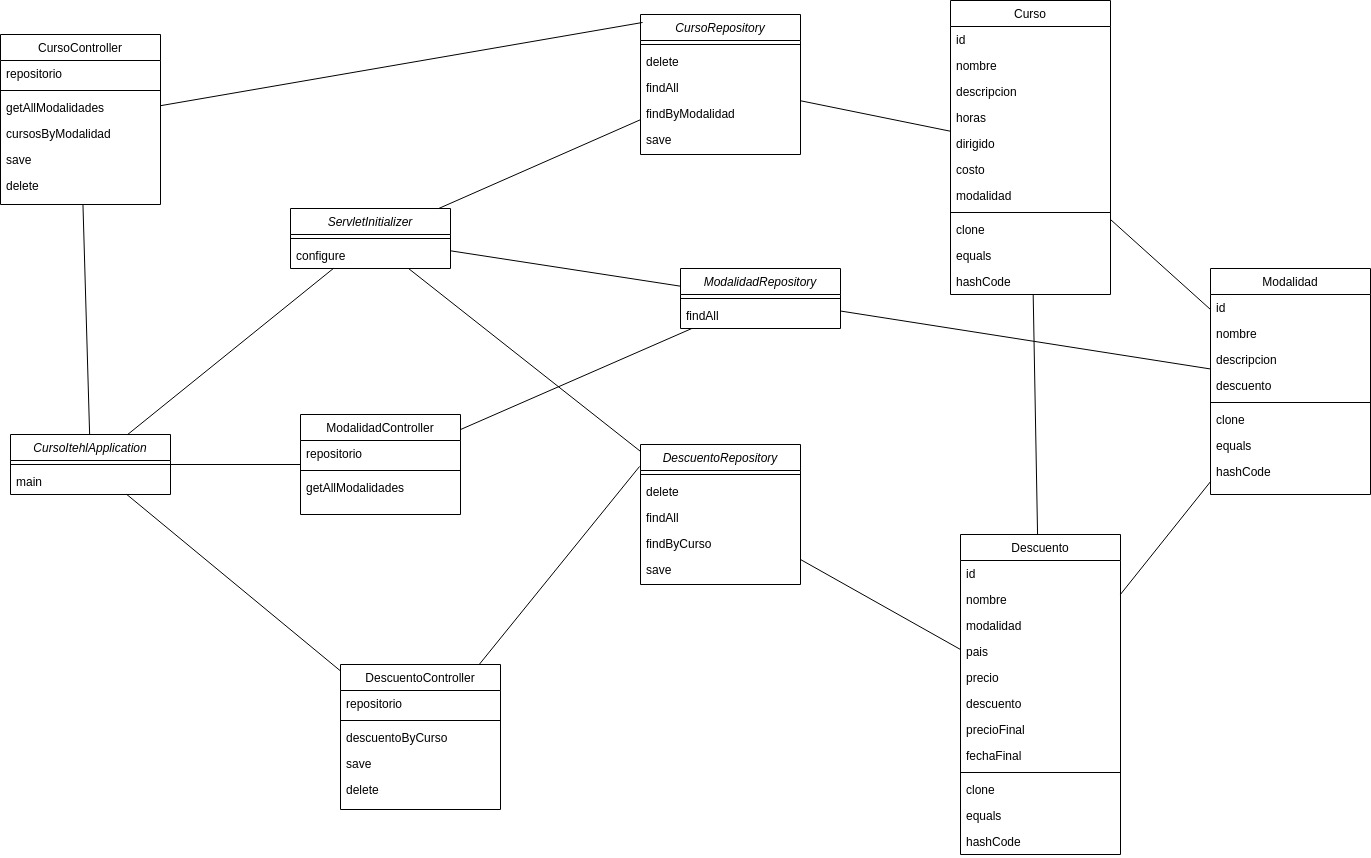 CursoController
repositorio
getAllModalidades
cursosByModalidad
save
delete
CursoRepository
delete
findAll
findByModalidad
save
Curso
id
nombre
descripcion
horas
dirigido
costo
modalidad
clone
equals
hashCode
ServletInitializer
configure
ModalidadRepository
findAll
Modalidad
id
nombre
descripcion
descuento
clone
equals
hashCode
CursoItehlApplication
main
ModalidadController
repositorio
getAllModalidades
DescuentoRepository
delete
findAll
findByCurso
save
Descuento
id
nombre
modalidad
pais
precio
descuento
precioFinal
fechaFinal
clone
equals
hashCode
DescuentoController
repositorio
descuentoByCurso
save
delete